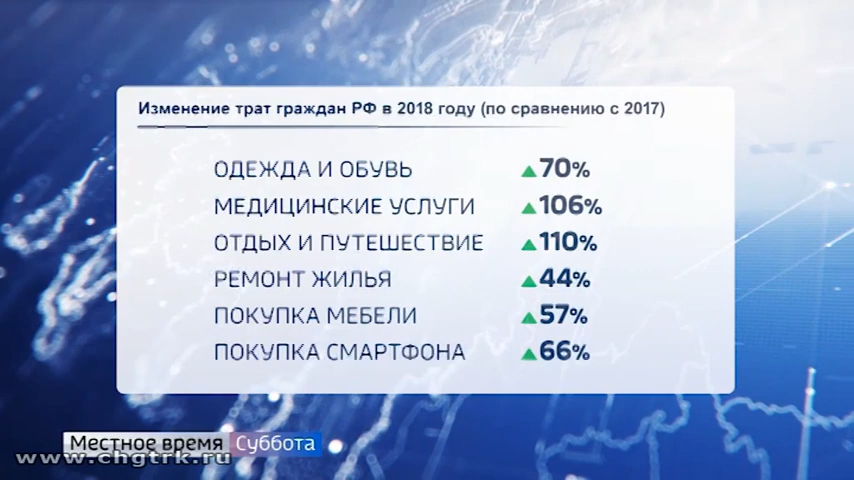 Изменение трат граждан РФ в 2018 году (по сравнению с 2017)
ОДЕЖДА И ОБУВЬ ▲70%
МЕДИЦИНСКИЕ УСЛУГИ ▲106%
ОТДЫХ И ПУТЕШЕСТВИЕ ▲110%
РЕМОНТ ЖИЛЬЯ ▲44%
ПОКУПКА МЕБЕЛИ ▲57%
ПОКУПКА СМАРТФОНА ▲66%
Местное время Суббота
www.chgtrk.ru